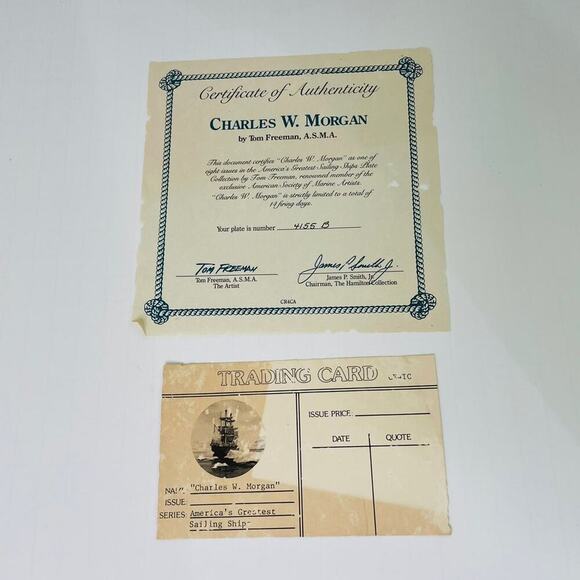 Certificate of Authenticity
CHARLES W. MORGAN
by Tom Freeman, A.S.M.A.
This document certifies "Charles W. Morgan" as one of
eight issues in the America's Greatest Sailing Ships Plate
Collection by Tom Freeman, renowned member of the
exclusive American Society of Marine Artists.
"Charles W. Morgan" is strictly limited to a total of
14 firing days.
Your plate is number 4155 B
TOM FREEMAN
Tom Freeman, A.S.M.A.
The Artist
James P. Smith Jr.
James P. Smith, Jr.
Chairman, The Hamilton Collection
CR4CA
TRADING CARD
ISSUE PRICE:
DATE
QUOTE
"Charles W. Morgan"
ISSUE:
SERIES: America's Greatest
Sailing Ship